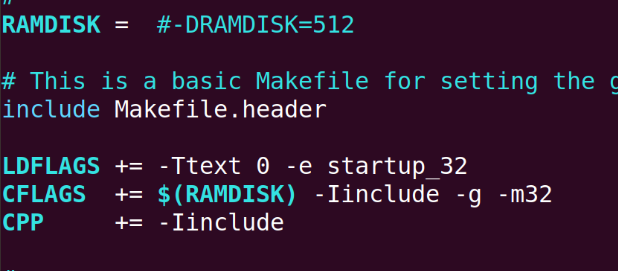 #
RAMDISK =  #-DRAMDISK=512
# This is a basic Makefile for setting the
include Makefile.header
LDFLAGS += -Ttext 0 -e startup_32
CFLAGS  += $(RAMDISK) -Iinclude -g -m32
CPP     += -Iinclude
#